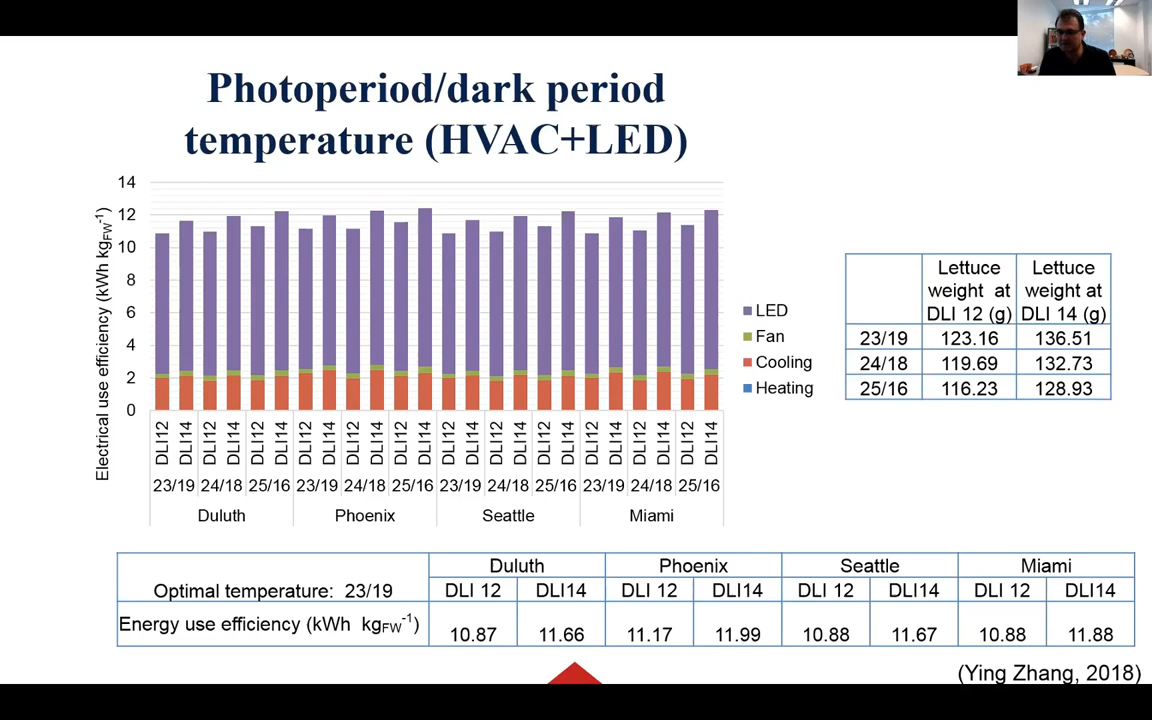 Photoperiod/dark period
temperature (HVAC+LED)
Electrical use efficiency (kWh kgFW-1)
14
12
10
8
6
4
2
0
DLI12 DLI14 DLI12 DLI14 DLI12 DLI14 DLI12 DLI14 DLI12 DLI14 DLI12 DLI14 DLI12 DLI14 DLI12 DLI14 DLI12 DLI14 DLI12 DLI14 DLI12 DLI14 DLI12 DLI14
23/19 24/18 25/16 23/19 24/18 25/16 23/19 24/18 25/16 23/19 24/18 25/16
Duluth Phoenix Seattle Miami
LED
Fan
Cooling
Heating
Lettuce weight at DLI 12 (g) Lettuce weight at DLI 14 (g)
23/19 123.16 136.51
24/18 119.69 132.73
25/16 116.23 128.93
Duluth Phoenix Seattle Miami
Optimal temperature: 23/19 DLI 12 DLI14 DLI 12 DLI14 DLI 12 DLI14 DLI 12 DLI14
Energy use efficiency (kWh kgFW-1) 10.87 11.66 11.17 11.99 10.88 11.67 10.88 11.88
(Ying Zhang, 2018)